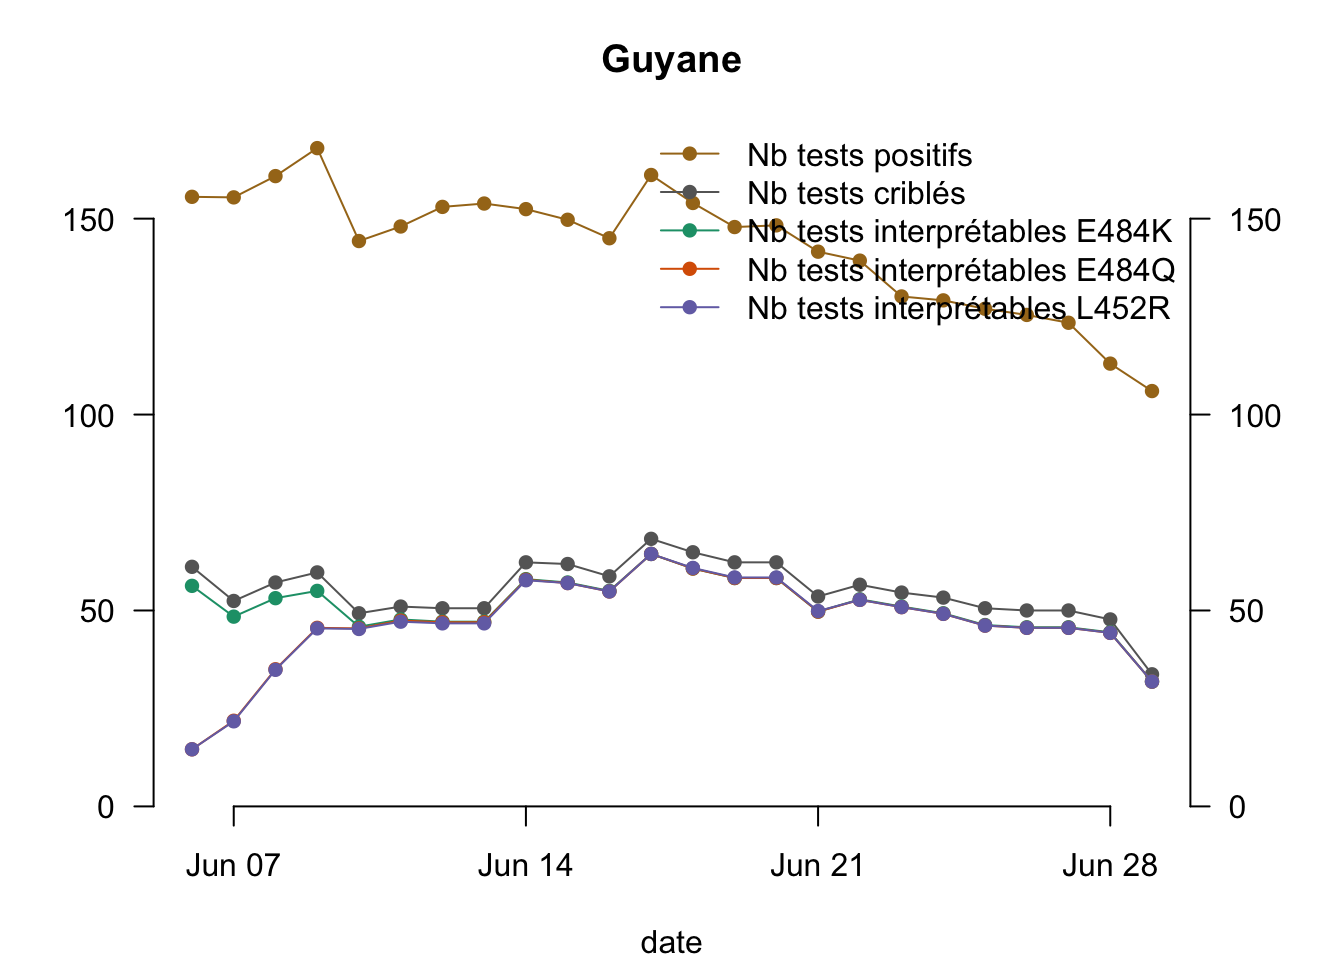 Guyane
Nb tests positifs
Nb tests criblés
Nb tests interprétables E484K
Nb tests interprétables E484Q
Nb tests interprétables L452R
150
100
50
0
150
100
50
0
Jun 07
Jun 14
Jun 21
Jun 28
date